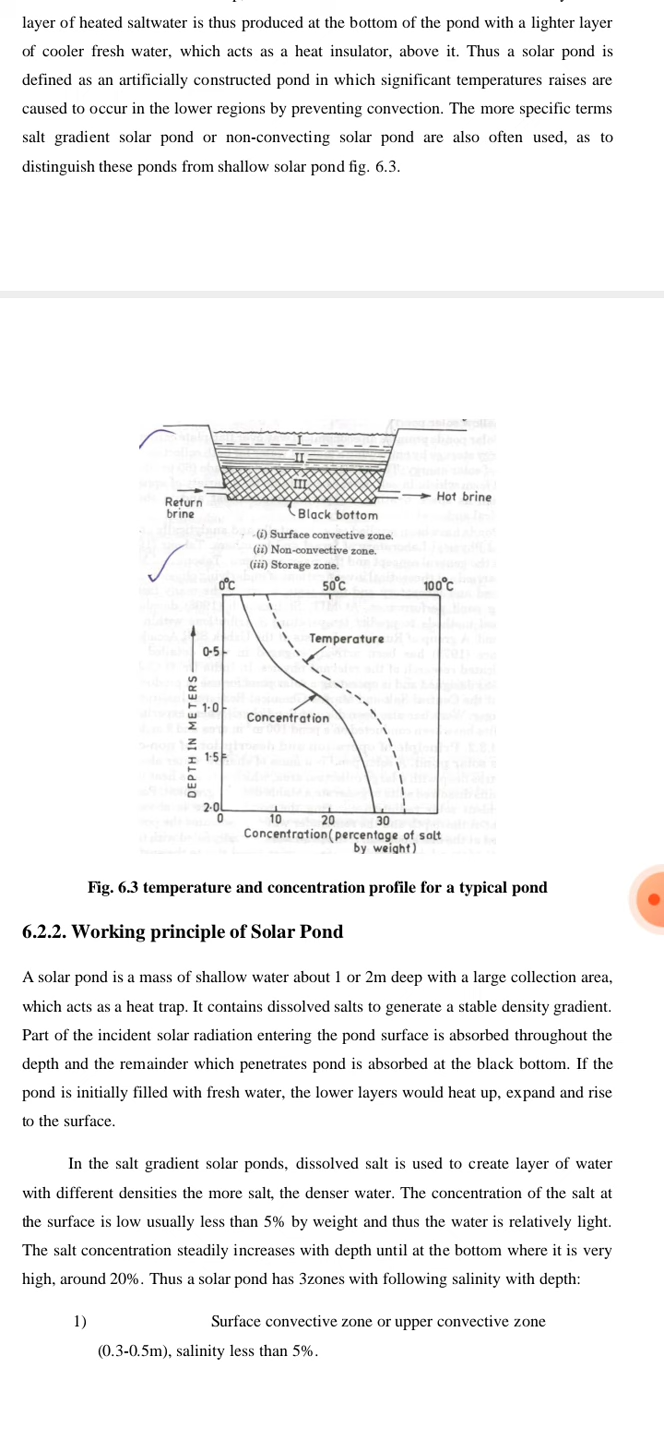 layer of heated saltwater is thus produced at the bottom of the pond with a lighter layer
of cooler fresh water, which acts as a heat insulator, above it. Thus a solar pond is
defined as an artificially constructed pond in which significant temperatures raises are
caused to occur in the lower regions by preventing convection. The more specific terms
salt gradient solar pond or non-convecting solar pond are also often used, as to
distinguish these ponds from shallow solar pond fig. 6.3.
I
II
III
Return
brine
Hot brine
Black bottom
(i) Surface convective zone.
(ii) Non-convective zone.
(iii) Storage zone.
0°C 50°C 100°C
Temperature
0·5
1·0
Concentration
1·5
2·0
DEPTH IN METERS
0 10 20 30
Concentration(percentage of salt
by weight)
Fig. 6.3 temperature and concentration profile for a typical pond
6.2.2. Working principle of Solar Pond
A solar pond is a mass of shallow water about 1 or 2m deep with a large collection area,
which acts as a heat trap. It contains dissolved salts to generate a stable density gradient.
Part of the incident solar radiation entering the pond surface is absorbed throughout the
depth and the remainder which penetrates pond is absorbed at the black bottom. If the
pond is initially filled with fresh water, the lower layers would heat up, expand and rise
to the surface.
In the salt gradient solar ponds, dissolved salt is used to create layer of water
with different densities the more salt, the denser water. The concentration of the salt at
the surface is low usually less than 5% by weight and thus the water is relatively light.
The salt concentration steadily increases with depth until at the bottom where it is very
high, around 20%. Thus a solar pond has 3zones with following salinity with depth:
1) Surface convective zone or upper convective zone
(0.3-0.5m), salinity less than 5%.